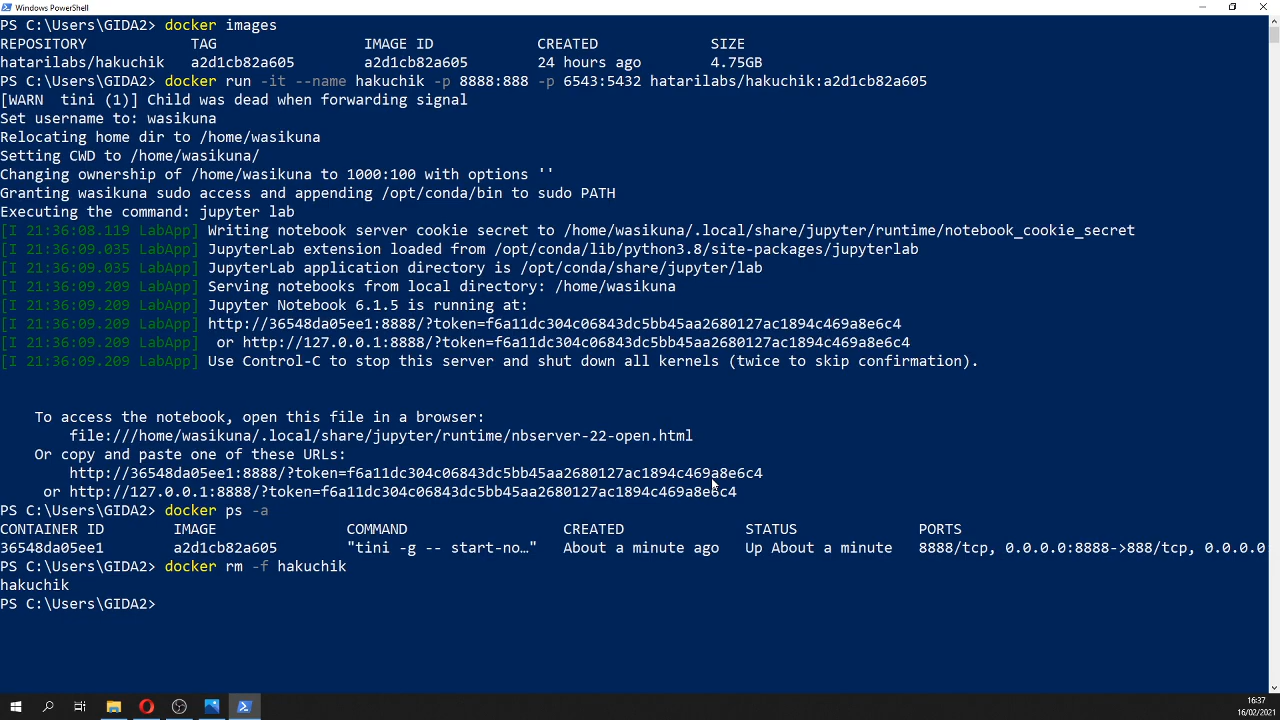 Windows PowerShell
PS C:\Users\GIDA2> docker images
REPOSITORY TAG IMAGE ID CREATED SIZE
hatarilabs/hakuchik a2d1cb82a605 a2d1cb82a605 24 hours ago 4.75GB
PS C:\Users\GIDA2> docker run -it --name hakuchik -p 8888:888 -p 6543:5432 hatarilabs/hakuchik:a2d1cb82a605
[WARN tini (1)] Child was dead when forwarding signal
Set username to: wasikuna
Relocating home dir to /home/wasikuna
Setting CWD to /home/wasikuna/
Changing ownership of /home/wasikuna to 1000:100 with options ''
Granting wasikuna sudo access and appending /opt/conda/bin to sudo PATH
Executing the command: jupyter lab
[I 21:36:08.119 LabApp] Writing notebook server cookie secret to /home/wasikuna/.local/share/jupyter/runtime/notebook_cookie_secret
[I 21:36:09.035 LabApp] JupyterLab extension loaded from /opt/conda/lib/python3.8/site-packages/jupyterlab
[I 21:36:09.035 LabApp] JupyterLab application directory is /opt/conda/share/jupyter/lab
[I 21:36:09.209 LabApp] Serving notebooks from local directory: /home/wasikuna
[I 21:36:09.209 LabApp] Jupyter Notebook 6.1.5 is running at:
[I 21:36:09.209 LabApp] http://36548da05ee1:8888/?token=f6a11dc304c06843dc5bb45aa2680127ac1894c469a8e6c4
[I 21:36:09.209 LabApp] or http://127.0.0.1:8888/?token=f6a11dc304c06843dc5bb45aa2680127ac1894c469a8e6c4
[I 21:36:09.209 LabApp] Use Control-C to stop this server and shut down all kernels (twice to skip confirmation).
To access the notebook, open this file in a browser:
file:///home/wasikuna/.local/share/jupyter/runtime/nbserver-22-open.html
Or copy and paste one of these URLs:
http://36548da05ee1:8888/?token=f6a11dc304c06843dc5bb45aa2680127ac1894c469a8e6c4
or http://127.0.0.1:8888/?token=f6a11dc304c06843dc5bb45aa2680127ac1894c469a8e6c4
PS C:\Users\GIDA2> docker ps -a
CONTAINER ID IMAGE COMMAND CREATED STATUS PORTS
36548da05ee1 a2d1cb82a605 "tini -g -- start-no…" About a minute ago Up About a minute 8888/tcp, 0.0.0.0:8888->888/tcp, 0.0.0.0
PS C:\Users\GIDA2> docker rm -f hakuchik
hakuchik
PS C:\Users\GIDA2>
16:37
16/02/2021